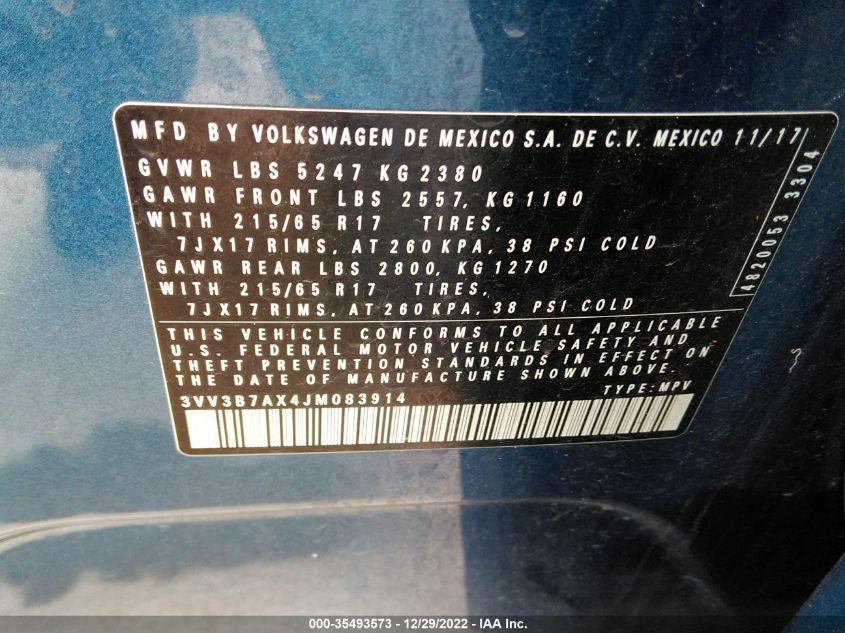 MFD BY VOLKSWAGEN DE MEXICO S.A. DE C.V. MEXICO 11/17
GVWR LBS 5247 KG 2380
GAWR FRONT LBS 2557, KG 1160
WITH 215/65 R17 TIRES,
7JX17 RIMS, AT 260 KPA, 38 PSI COLD
GAWR REAR LBS 2800, KG 1270
WITH 215/65 R17 TIRES,
7JX17 RIMS, AT 260 KPA, 38 PSI COLD
4820053 3304
THIS VEHICLE CONFORMS TO ALL APPLICABLE
U.S. FEDERAL MOTOR VEHICLE SAFETY AND
THEFT PREVENTION STANDARDS IN EFFECT ON
THE DATE OF MANUFACTURE SHOWN ABOVE.
3VV3B7AX4JM083914 TYPE: MPV
000-35493573 - 12/29/2022 - IAA Inc.